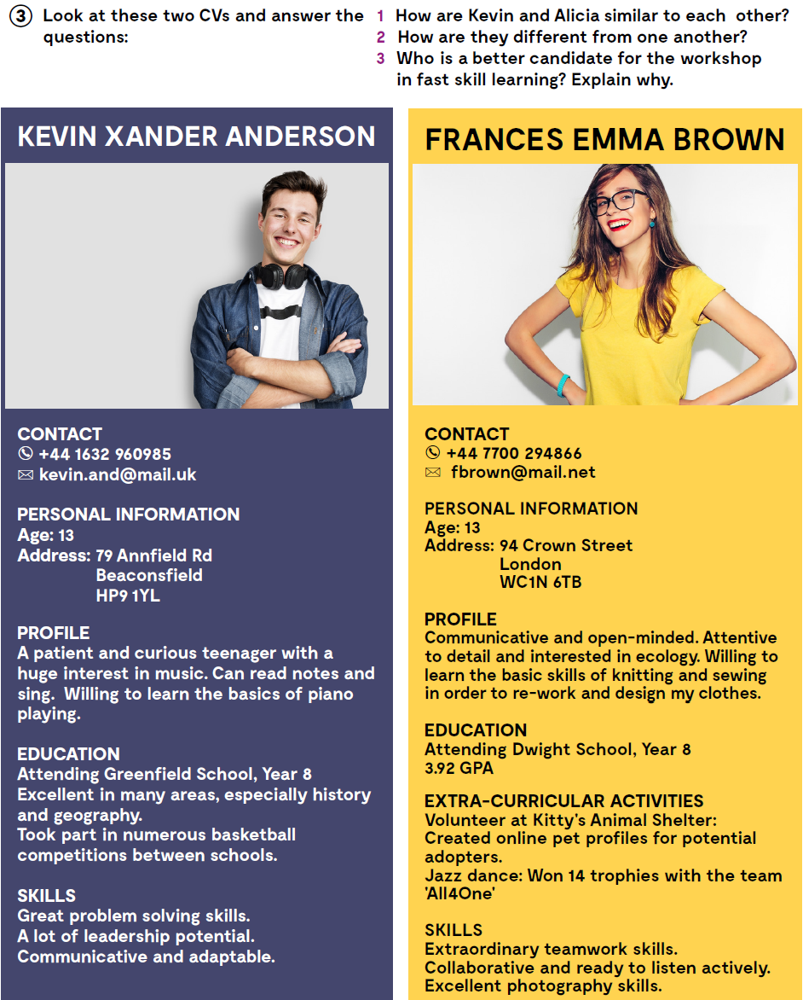 3 Look at these two CVs and answer the
questions:
1 How are Kevin and Alicia similar to each other?
2 How are they different from one another?
3 Who is a better candidate for the workshop
in fast skill learning? Explain why.
KEVIN XANDER ANDERSON
CONTACT
+44 1632 960985
kevin.and@mail.uk
PERSONAL INFORMATION
Age: 13
Address: 79 Annfield Rd
Beaconsfield
HP9 1YL
PROFILE
A patient and curious teenager with a
huge interest in music. Can read notes and
sing. Willing to learn the basics of piano
playing.
EDUCATION
Attending Greenfield School, Year 8
Excellent in many areas, especially history
and geography.
Took part in numerous basketball
competitions between schools.
SKILLS
Great problem solving skills.
A lot of leadership potential.
Communicative and adaptable.
FRANCES EMMA BROWN
CONTACT
+44 7700 294866
fbrown@mail.net
PERSONAL INFORMATION
Age: 13
Address: 94 Crown Street
London
WC1N 6TB
PROFILE
Communicative and open-minded. Attentive
to detail and interested in ecology. Willing to
learn the basic skills of knitting and sewing
in order to re-work and design my clothes.
EDUCATION
Attending Dwight School, Year 8
3.92 GPA
EXTRA-CURRICULAR ACTIVITIES
Volunteer at Kitty's Animal Shelter:
Created online pet profiles for potential
adopters.
Jazz dance: Won 14 trophies with the team
'All4One'
SKILLS
Extraordinary teamwork skills.
Collaborative and ready to listen actively.
Excellent photography skills.